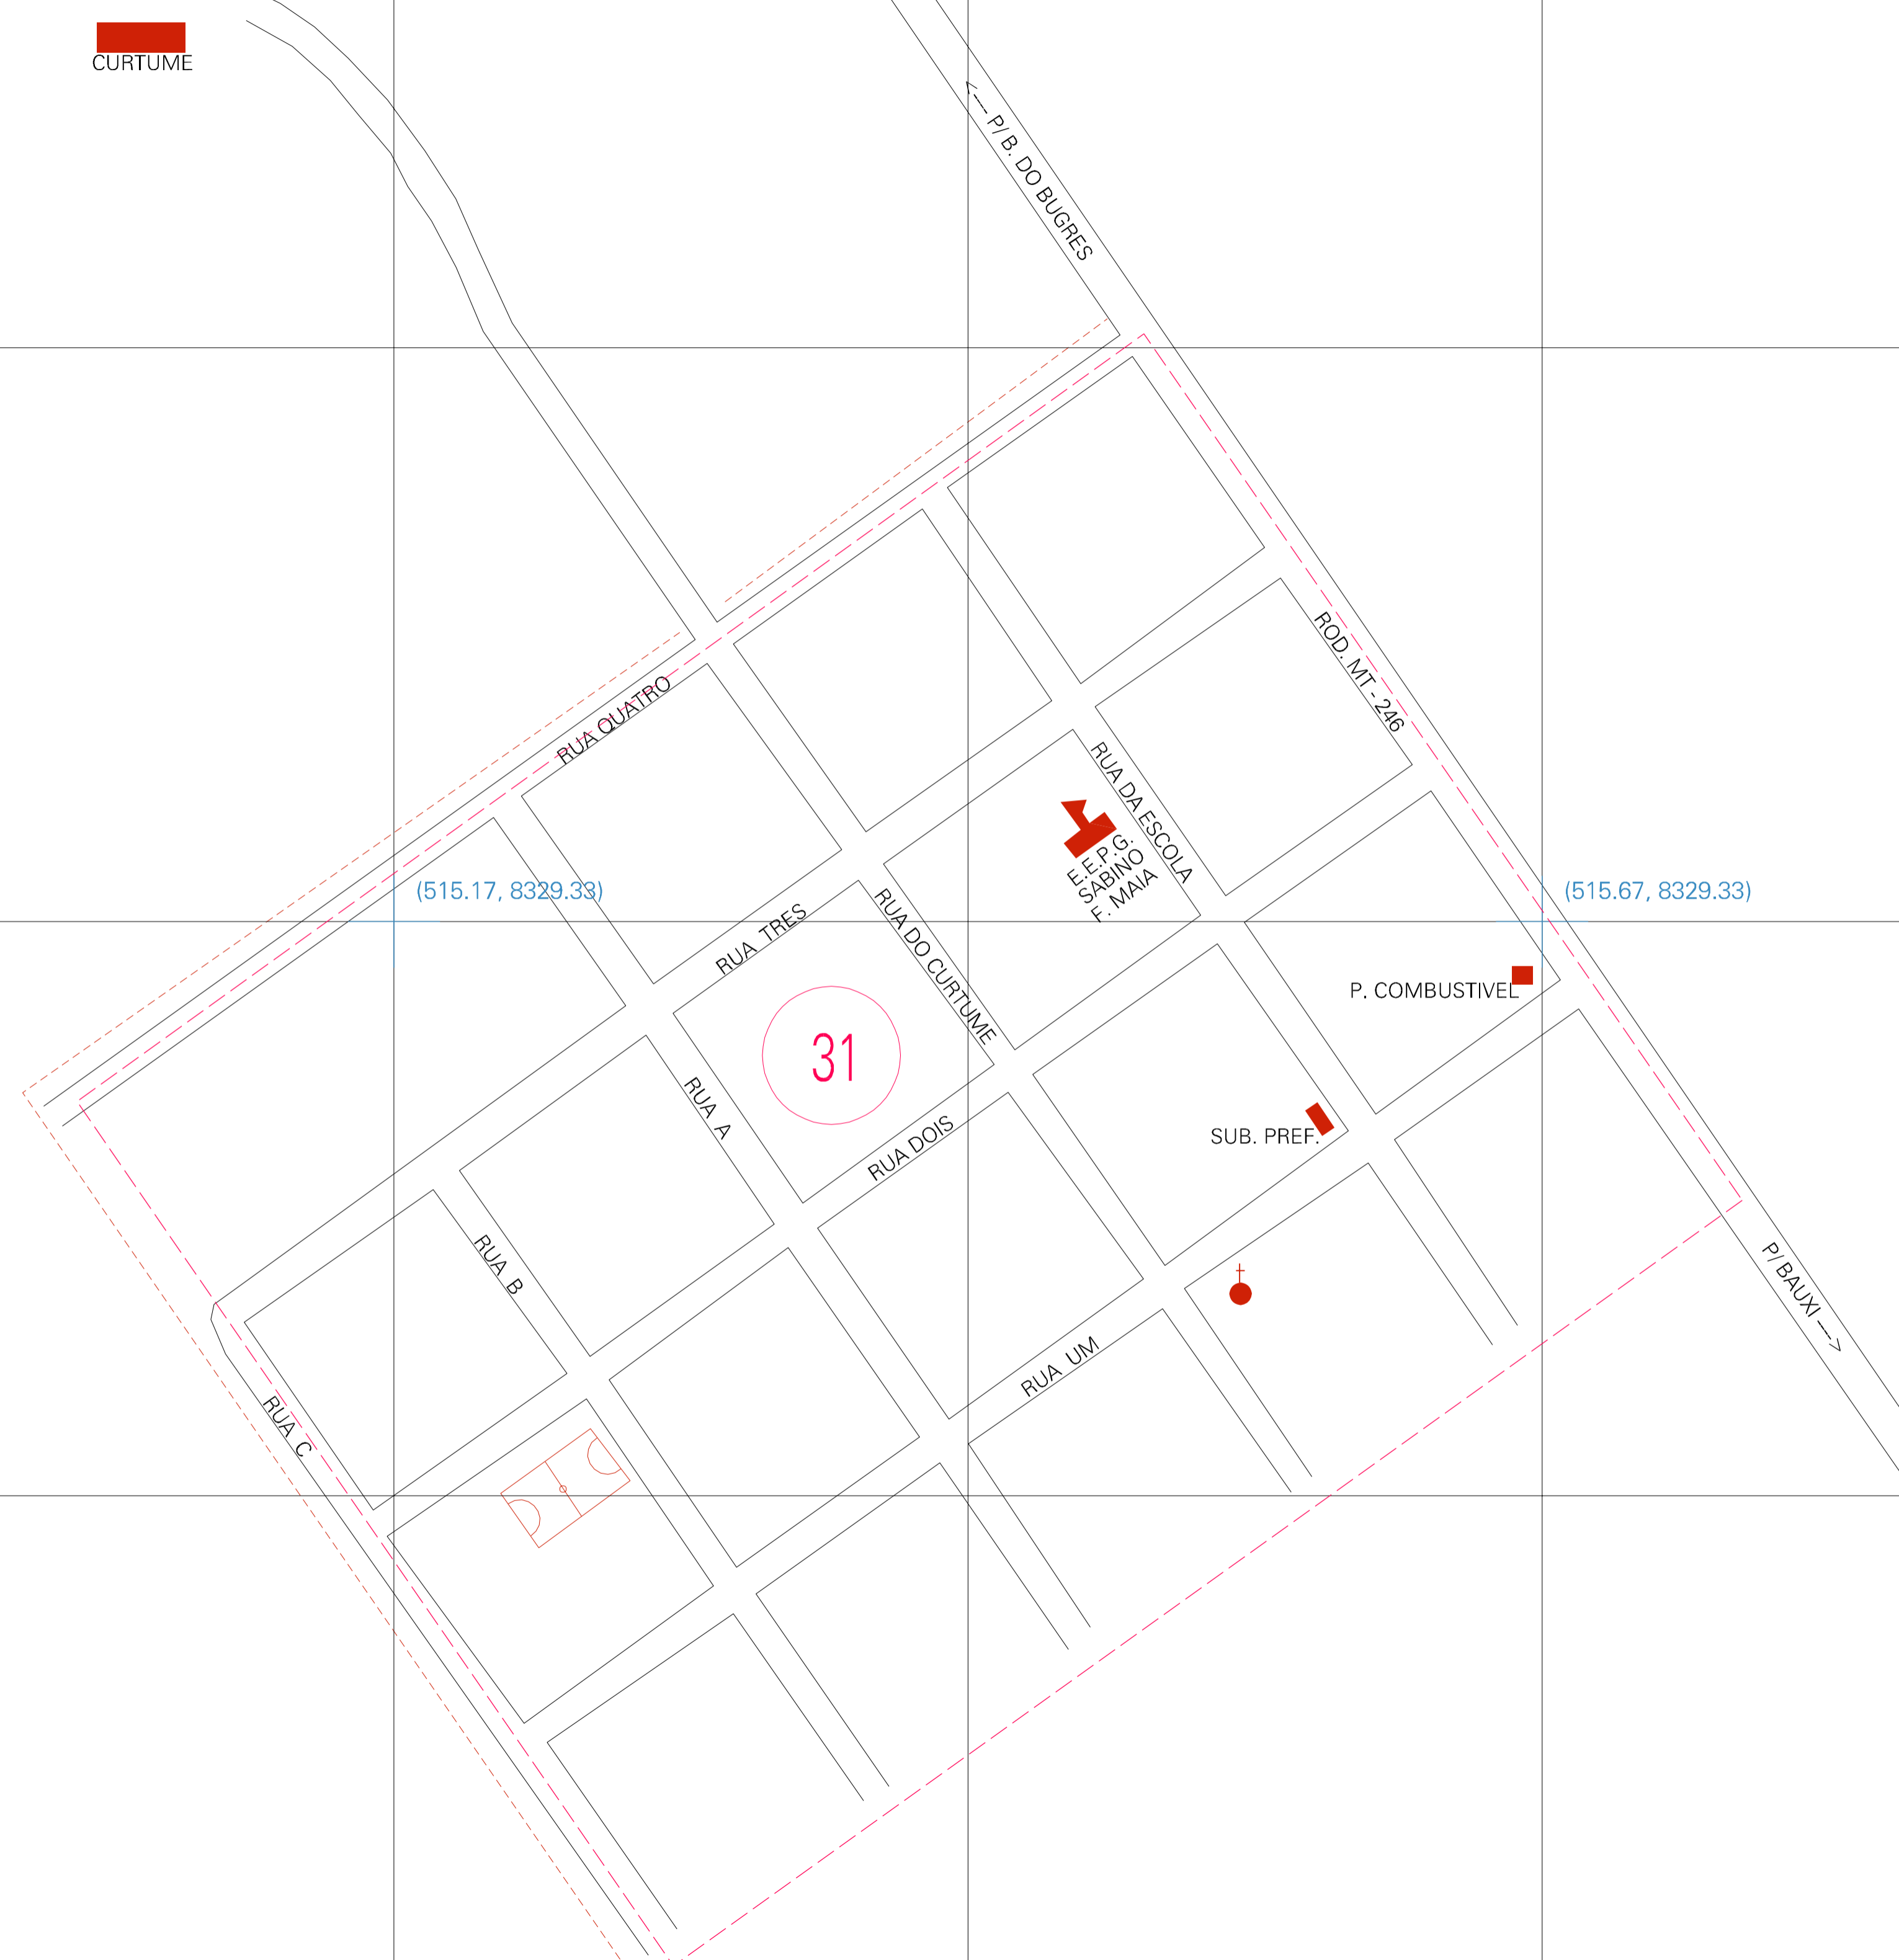 CURTUME
<---- P/ B. DO BUGRES
RUA QUATRO
ROD. MT - 246
RUA DA ESCOLA
E.E.P.G.
SABINO
F. MAIA
(515.17, 8329.33)
(515.67, 8329.33)
RUA TRES
RUA DO CURTUME
P. COMBUSTIVEL
31
RUA A
RUA DOIS
SUB. PREF.
RUA B
P/ BAUXI ---->
RUA UM
RUA C